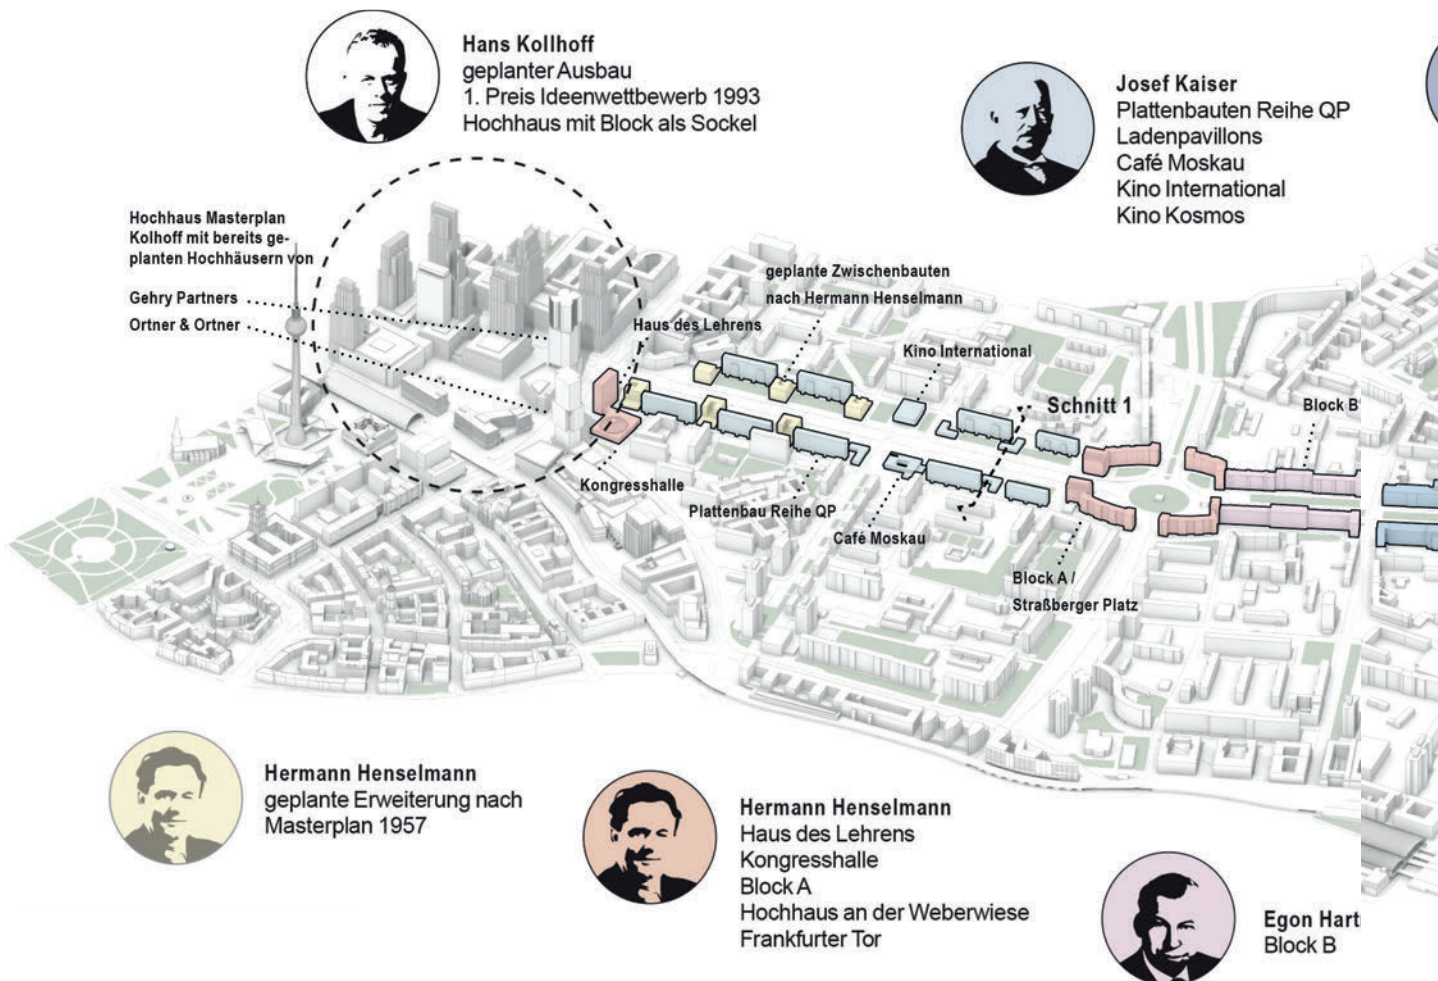 Hans Kollhoff
geplanter Ausbau
1. Preis Ideenwettbewerb 1993
Hochhaus mit Block als Sockel
Josef Kaiser
Plattenbauten Reihe QP
Ladenpavillons
Café Moskau
Kino International
Kino Kosmos
Hochhaus Masterplan
Kolhoff mit bereits ge-
planten Hochhäusern von
Gehry Partners
Ortner & Ortner
geplante Zwischenbauten
nach Hermann Henselmann
Haus des Lehrens
Kino International
Schnitt 1
Block B
Kongresshalle
Plattenbau Reihe QP
Café Moskau
Block A /
Straßberger Platz
Hermann Henselmann
geplante Erweiterung nach
Masterplan 1957
Hermann Henselmann
Haus des Lehrens
Kongresshalle
Block A
Hochhaus an der Weberwiese
Frankfurter Tor
Egon Hart
Block B